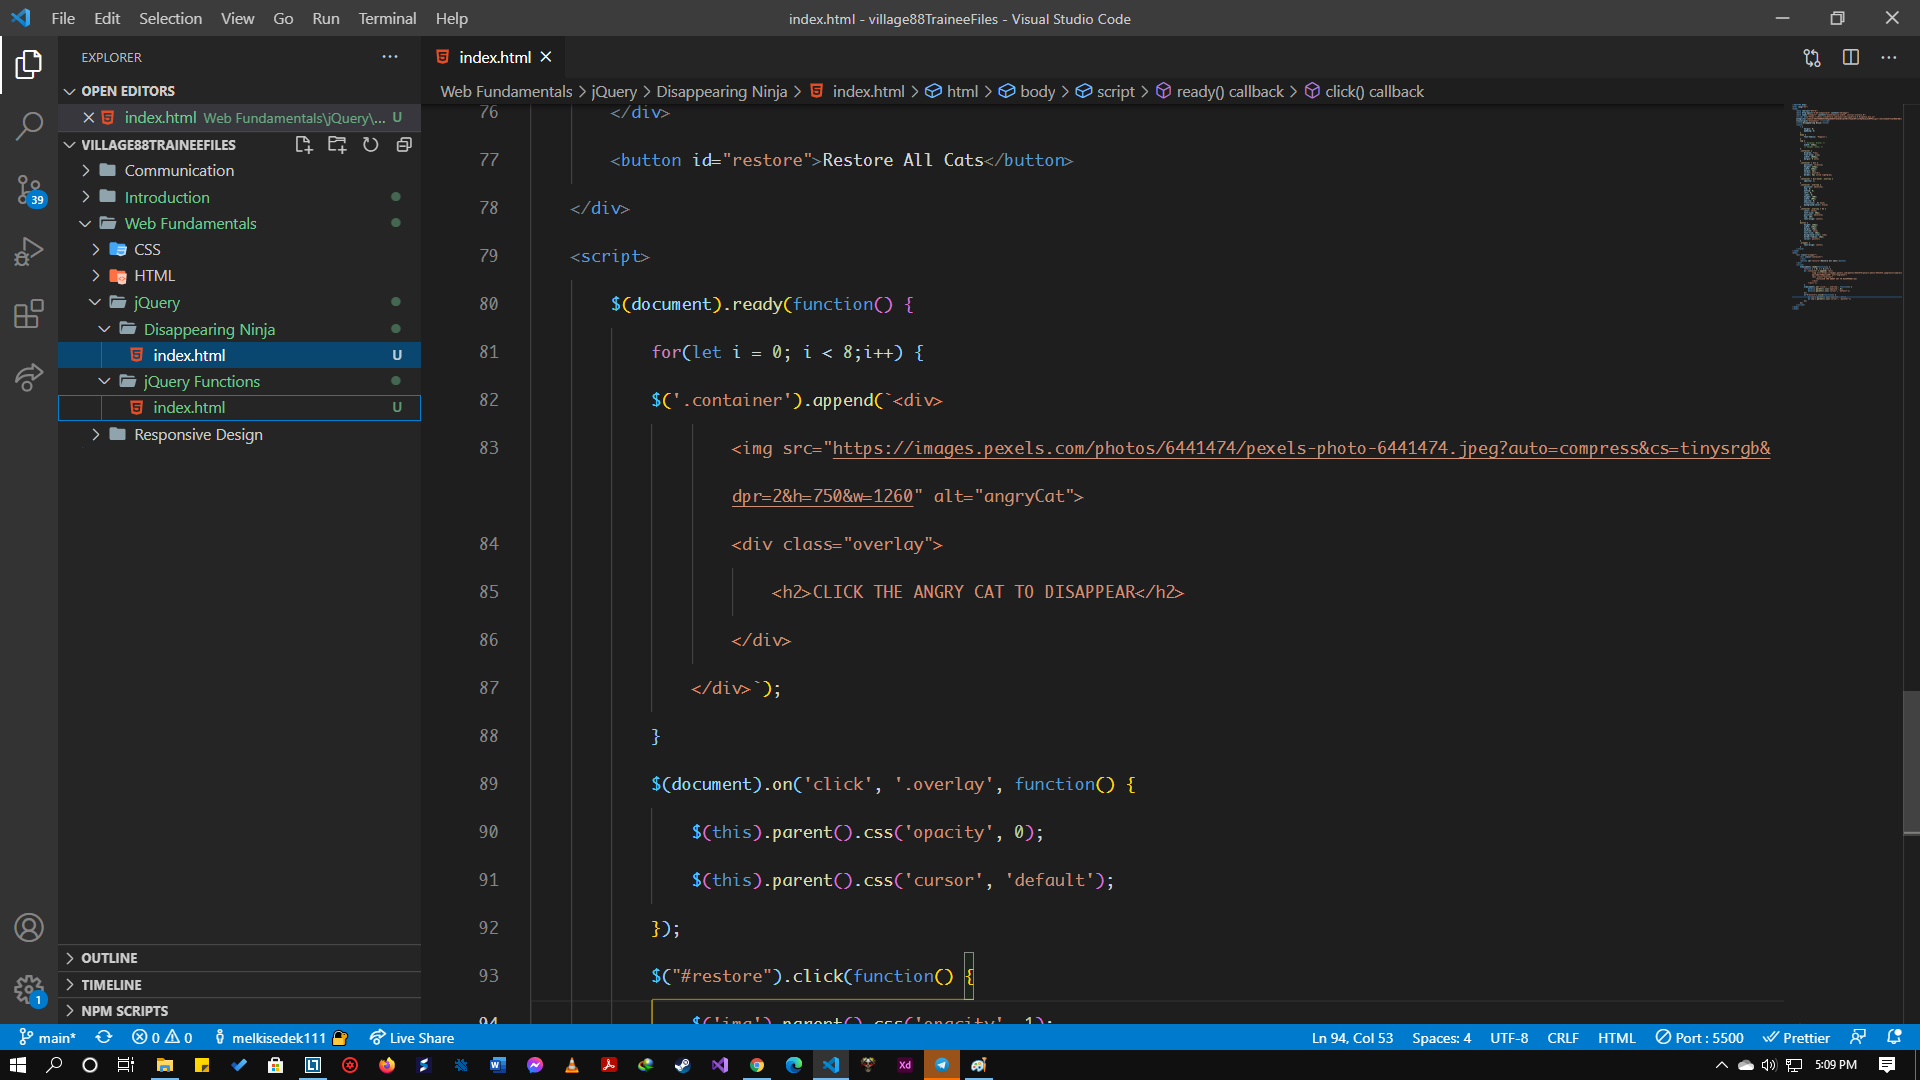 File Edit Selection View Go Run Terminal Help
index.html - village88TraineeFiles - Visual Studio Code
EXPLORER
OPEN EDITORS
index.html Web Fundamentals\jQuery\... U
VILLAGE88TRAINEEFILES
Communication
Introduction
Web Fundamentals
CSS
HTML
jQuery
Disappearing Ninja
index.html U
jQuery Functions
index.html U
Responsive Design
OUTLINE
TIMELINE
NPM SCRIPTS
39
1
index.html
Web Fundamentals > jQuery > Disappearing Ninja > index.html > html > body > script > ready() callback > click() callback
76 </div>
77 <button id="restore">Restore All Cats</button>
78 </div>
79 <script>
80 $(document).ready(function() {
81 for(let i = 0; i < 8;i++) {
82 $('.container').append(`<div>
83 <img src="https://images.pexels.com/photos/6441474/pexels-photo-6441474.jpeg?auto=compress&cs=tinysrgb&
dpr=2&h=750&w=1260" alt="angryCat">
84 <div class="overlay">
85 <h2>CLICK THE ANGRY CAT TO DISAPPEAR</h2>
86 </div>
87 </div>`);
88 }
89 $(document).on('click', '.overlay', function() {
90 $(this).parent().css('opacity', 0);
91 $(this).parent().css('cursor', 'default');
92 });
93 $("#restore").click(function() {
94 $('img').parent().css('opacity', 1);
main* 0 0 melkisedek111 Live Share
Ln 94, Col 53 Spaces: 4 UTF-8 CRLF HTML Port : 5500 Prettier
5:09 PM